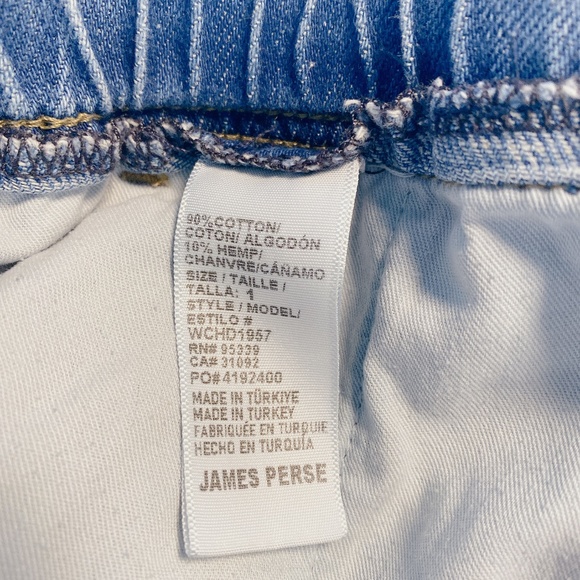 90%COTTON/
COTON/ ALGODÓN
10% HEMP/
CHANVRE/CÁÑAMO
SIZE / TAILLE /
TALLA: 1
STYLE / MODEL/
ESTILO #
WCHD1957
RN# 95339
CA# 31092
PO#4192400
MADE IN TÜRKIYE
MADE IN TURKEY
FABRIQUÉE EN TURQUIE
HECHO EN TURQUÍA
JAMES PERSE